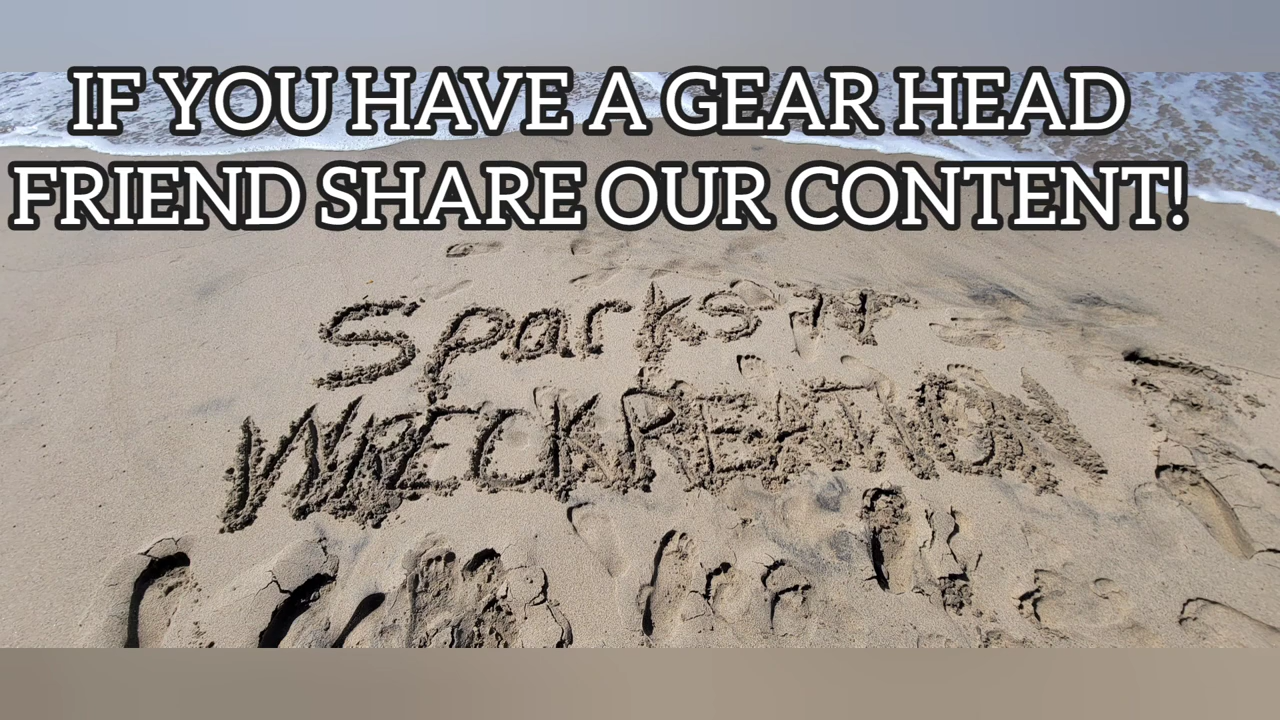 IF YOU HAVE A GEAR HEAD
FRIEND SHARE OUR CONTENT!
Sparks
WRECKREATION